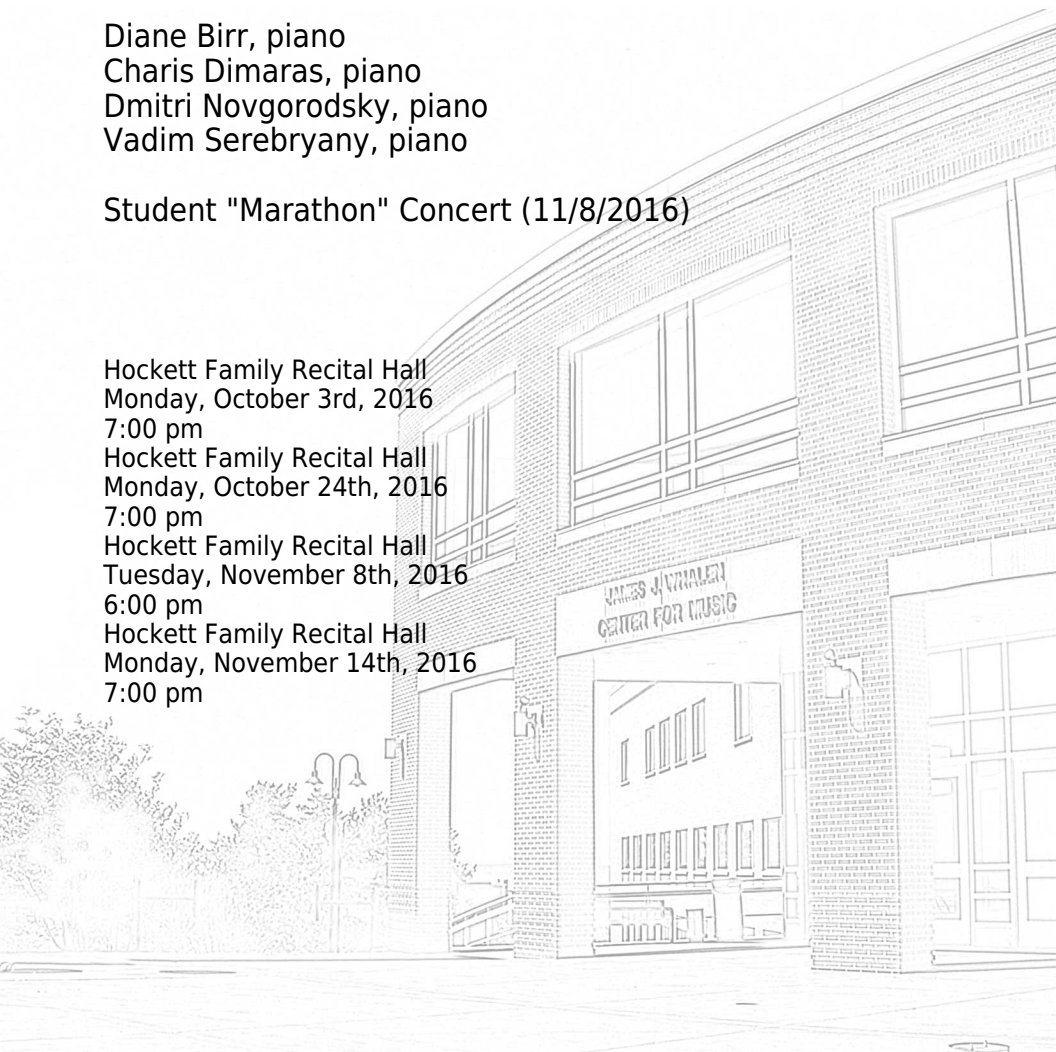 Diane Birr, piano
Charis Dimaras, piano
Dmitri Novgorodsky, piano
Vadim Serebryany, piano
Student "Marathon" Concert (11/8/2016)
Hockett Family Recital Hall
Monday, October 3rd, 2016
7:00 pm
Hockett Family Recital Hall
Monday, October 24th, 2016
7:00 pm
Hockett Family Recital Hall
Tuesday, November 8th, 2016
6:00 pm
Hockett Family Recital Hall
Monday, November 14th, 2016
7:00 pm
JAMES J. WHALEN
CENTER FOR MUSIC